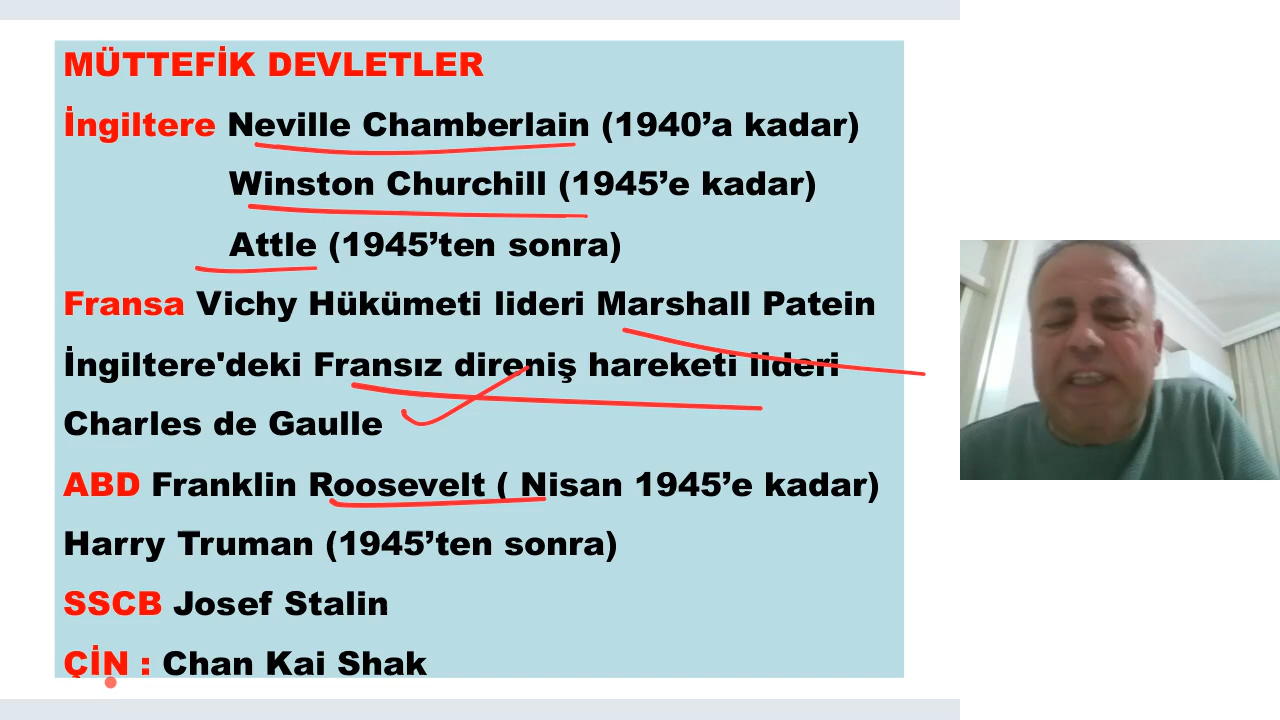 MÜTTEFİK DEVLETLER
İngiltere Neville Chamberlain (1940’a kadar)
Winston Churchill (1945’e kadar)
Attle (1945’ten sonra)
Fransa Vichy Hükümeti lideri Marshall Patein
İngiltere'deki Fransız direniş hareketi lideri
Charles de Gaulle
ABD Franklin Roosevelt ( Nisan 1945’e kadar)
Harry Truman (1945’ten sonra)
SSCB Josef Stalin
ÇİN : Chan Kai Shak